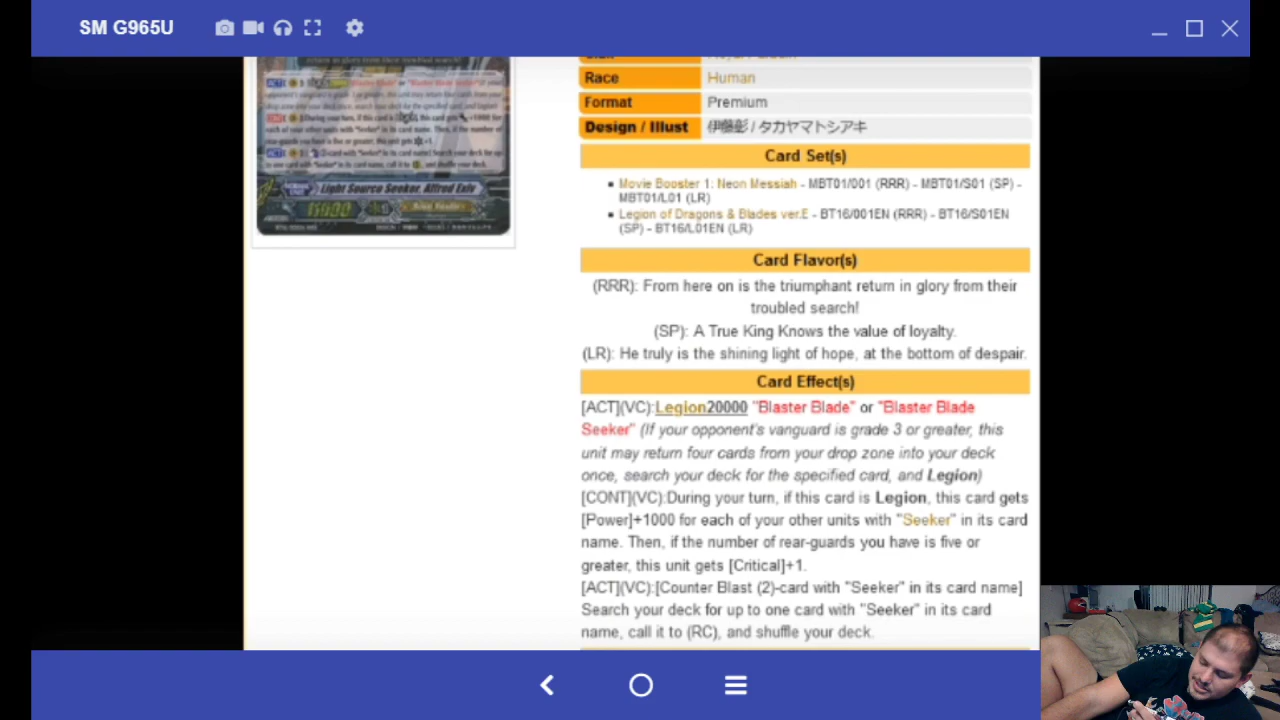 SM G965U
Race Human
Format Premium
Design / Illust 伊藤彰 / タカヤマトシアキ
Card Set(s)
Movie Booster 1: Neon Messiah - MBT01/001 (RRR) - MBT01/S01 (SP) -
MBT01/L01 (LR)
Legion of Dragons & Blades ver.E - BT16/001EN (RRR) - BT16/S01EN
(SP) - BT16/L01EN (LR)
Card Flavor(s)
(RRR): From here on is the triumphant return in glory from their
troubled search!
(SP): A True King Knows the value of loyalty.
(LR): He truly is the shining light of hope, at the bottom of despair.
Card Effect(s)
[ACT](VC):Legion20000 "Blaster Blade" or "Blaster Blade
Seeker" (If your opponent's vanguard is grade 3 or greater, this
unit may return four cards from your drop zone into your deck
once, search your deck for the specified card, and Legion)
[CONT](VC):During your turn, if this card is Legion, this card gets
[Power]+1000 for each of your other units with "Seeker" in its card
name. Then, if the number of rear-guards you have is five or
greater, this unit gets [Critical]+1.
[ACT](VC):[Counter Blast (2)-card with "Seeker" in its card name]
Search your deck for up to one card with "Seeker" in its card
name, call it to (RC), and shuffle your deck.
Light Source Seeker, Alfred Exiv
11000